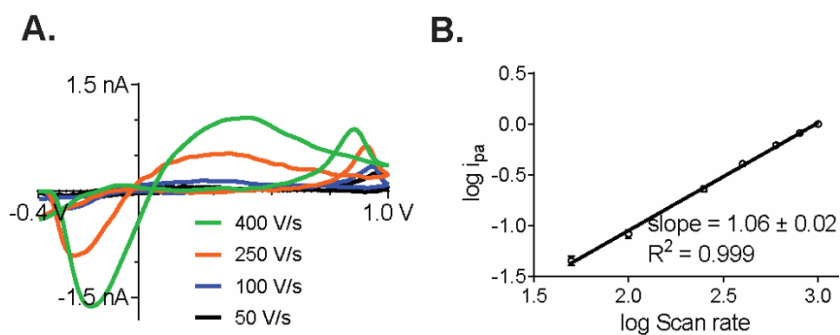 A.
1.5 nA
-0.4 V
1.0 V
-1.5 nA
400 V/s
250 V/s
100 V/s
50 V/s
B.
log i_pa
0.5
0.0
-0.5
-1.0
-1.5
slope = 1.06 ± 0.02
R² = 0.999
1.5
2.0
2.5
3.0
log Scan rate